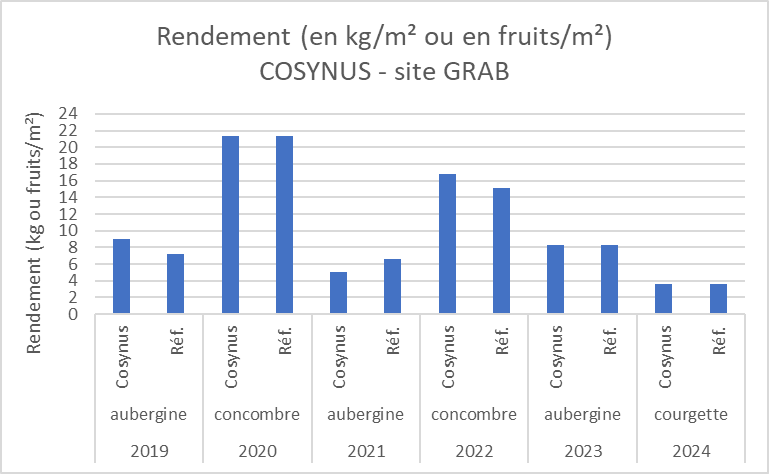 Rendement (en kg/m² ou en fruits/m²)
COSYNUS - site GRAB
Rendement (kg ou fruits/m²)
24
22
20
18
16
14
12
10
8
6
4
2
0
Cosynus Réf. Cosynus Réf. Cosynus Réf. Cosynus Réf. Cosynus Réf. Cosynus Réf.
aubergine concombre aubergine concombre aubergine courgette
2019 2020 2021 2022 2023 2024